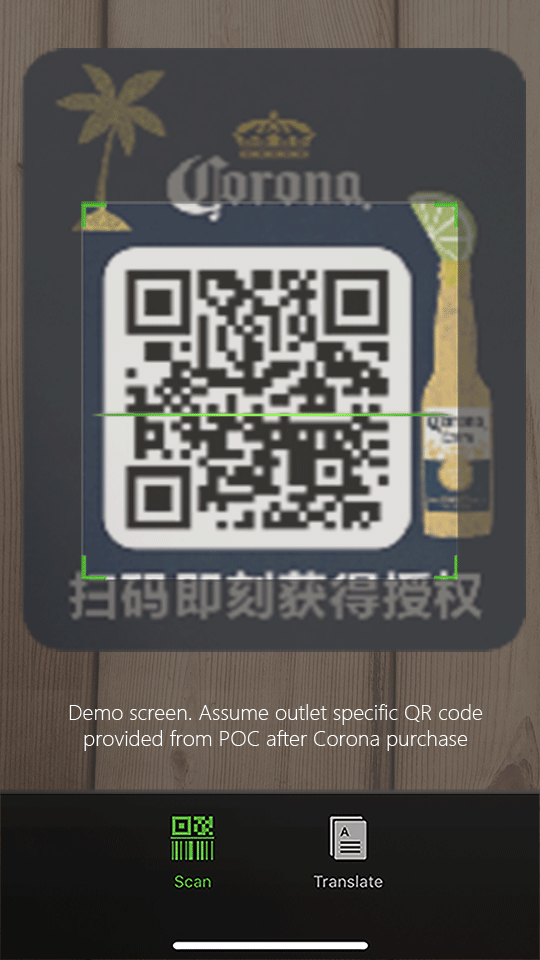 Corona
Corona
扫码即刻获得授权
Demo screen. Assume outlet specific QR code
provided from POC after Corona purchase
A
Scan
Translate